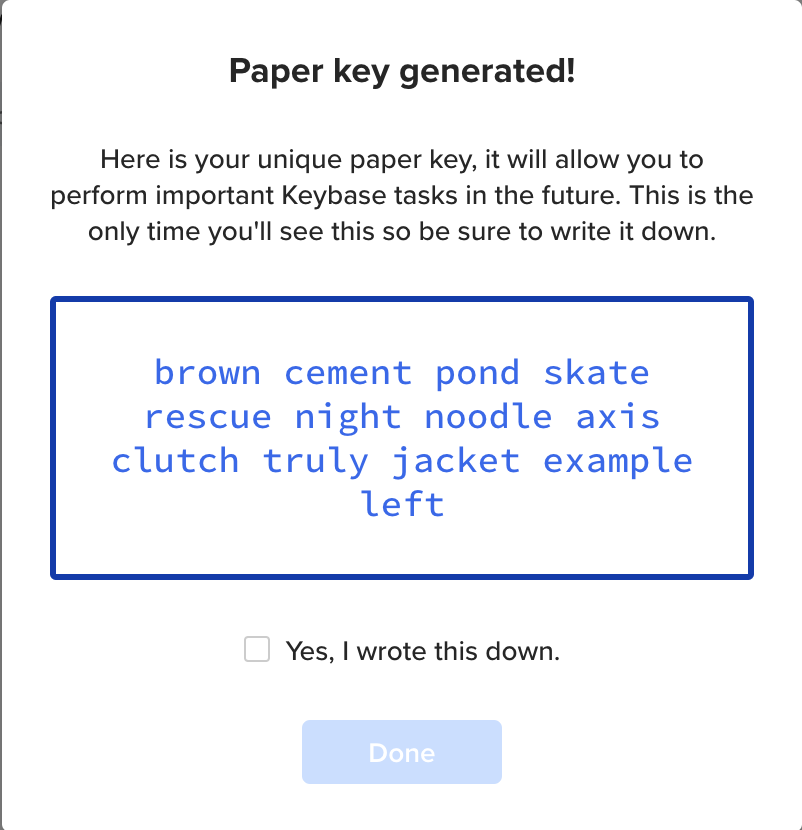 Paper key generated!
Here is your unique paper key, it will allow you to
perform important Keybase tasks in the future. This is the
only time you'll see this so be sure to write it down.
brown cement pond skate
rescue night noodle axis
clutch truly jacket example
left
Yes, I wrote this down.
Done